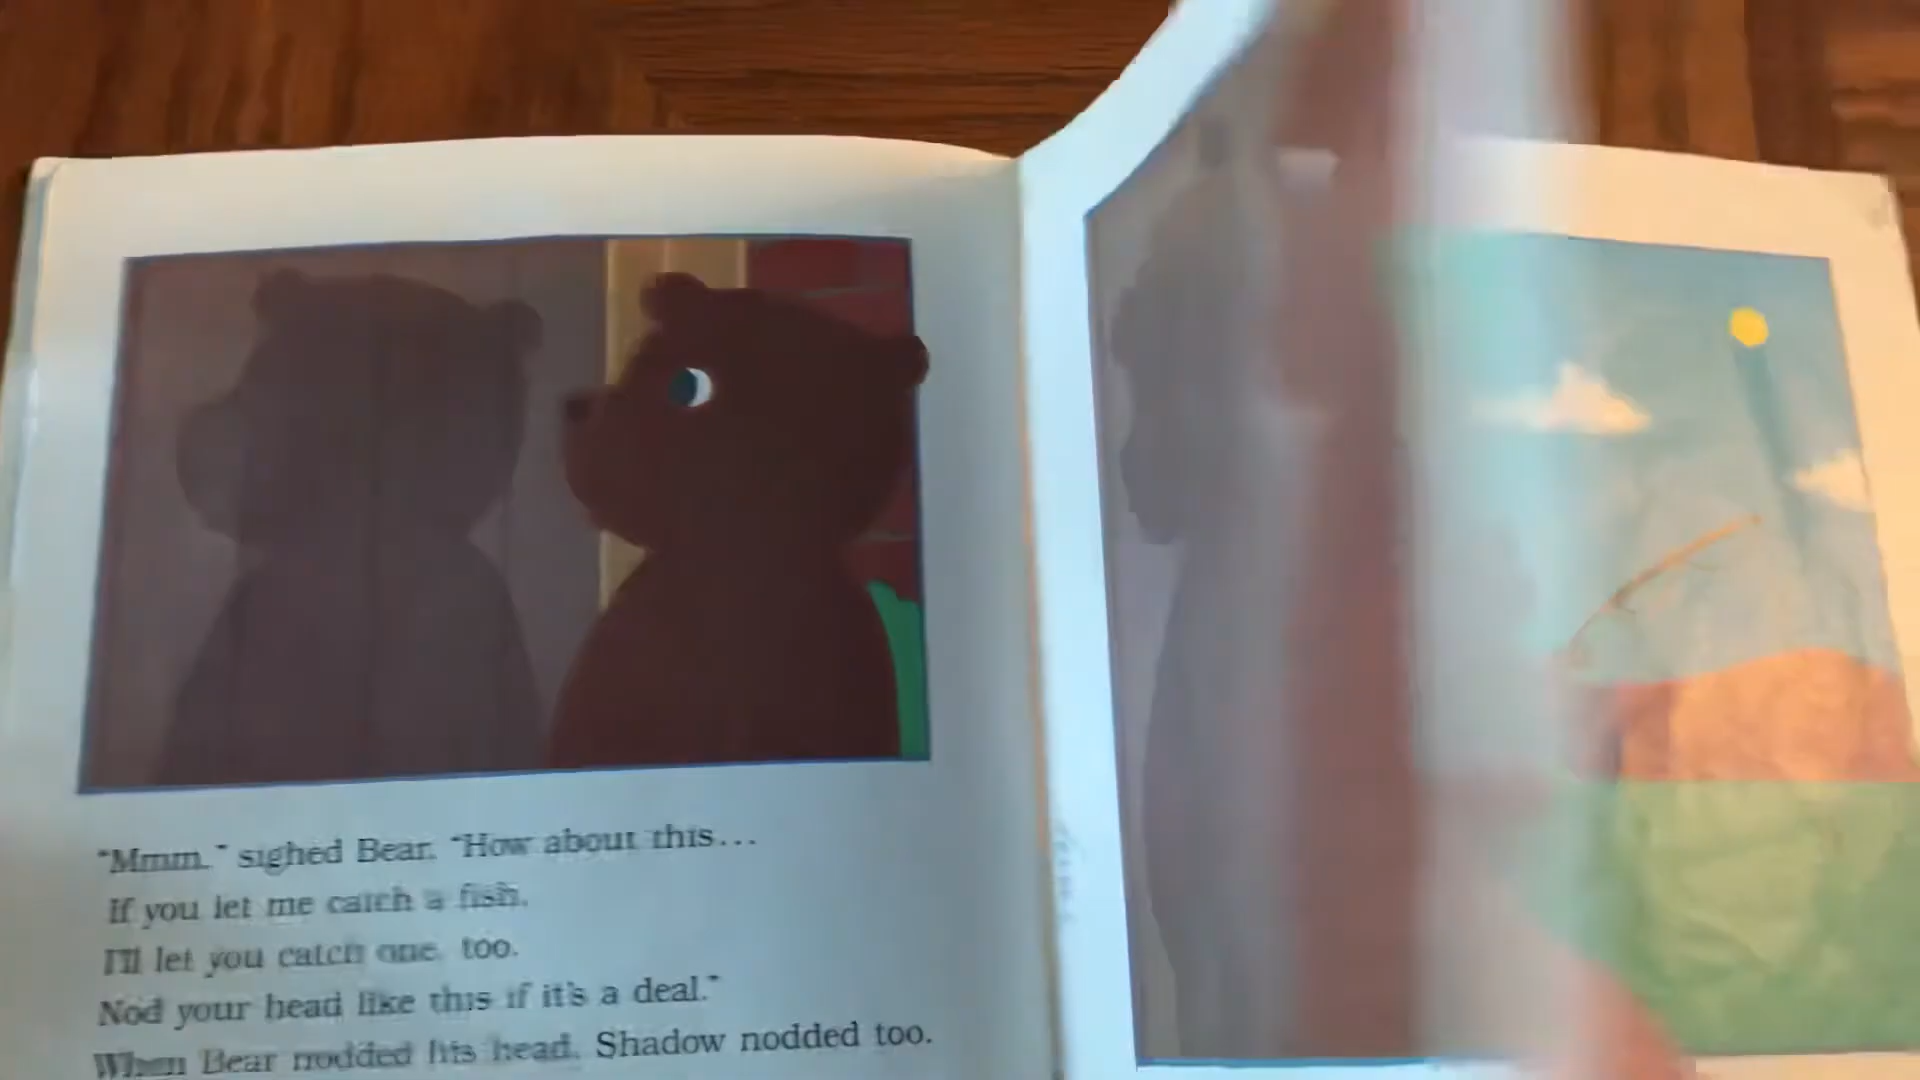 "Mmm." sighed Bear. "How about this...
If you let me catch a fish,
I'll let you catch one, too.
Nod your head like this if it's a deal."
When Bear nodded his head, Shadow nodded too.